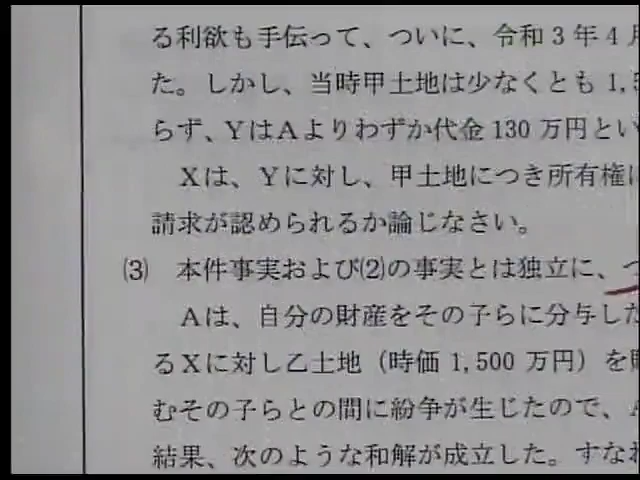 る利欲も手伝って、ついに、令和3年4月
た。しかし、当時甲土地は少なくとも 1,5
らず、YはAよりわずか代金 130 万円とい
Xは、Yに対し、甲土地につき所有権に
請求が認められるか論じなさい。
⑶ 本件事実および⑵の事実とは独立に、つ
Aは、自分の財産をその子らに分与した
るXに対し乙土地（時価 1,500 万円）を
むその子らとの間に紛争が生じたので、A
結果、次のような和解が成立した。すなわ